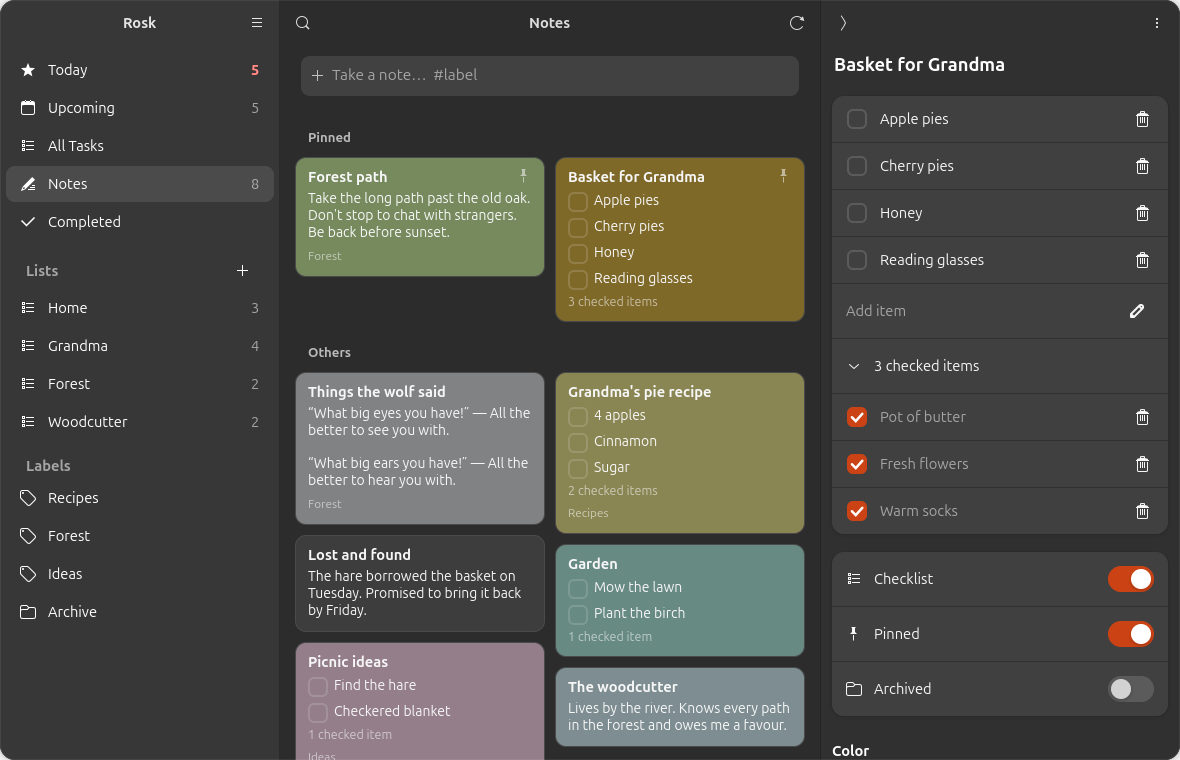 Rosk
Today 5
Upcoming 5
All Tasks
Notes 8
Completed
Lists
Home 3
Grandma 4
Forest 2
Woodcutter 2
Labels
Recipes
Forest
Ideas
Archive
Notes
Take a note… #label
Pinned
Forest path
Take the long path past the old oak.
Don't stop to chat with strangers.
Be back before sunset.
Forest
Basket for Grandma
Apple pies
Cherry pies
Honey
Reading glasses
3 checked items
Others
Things the wolf said
“What big eyes you have!” — All the
better to see you with.
“What big ears you have!” — All the
better to hear you with.
Forest
Lost and found
The hare borrowed the basket on
Tuesday. Promised to bring it back
by Friday.
Picnic ideas
Find the hare
Checkered blanket
1 checked item
Ideas
Grandma's pie recipe
4 apples
Cinnamon
Sugar
2 checked items
Recipes
Garden
Mow the lawn
Plant the birch
1 checked item
The woodcutter
Lives by the river. Knows every path
in the forest and owes me a favour.
Basket for Grandma
Apple pies
Cherry pies
Honey
Reading glasses
Add item
3 checked items
Pot of butter
Fresh flowers
Warm socks
Checklist
Pinned
Archived
Color